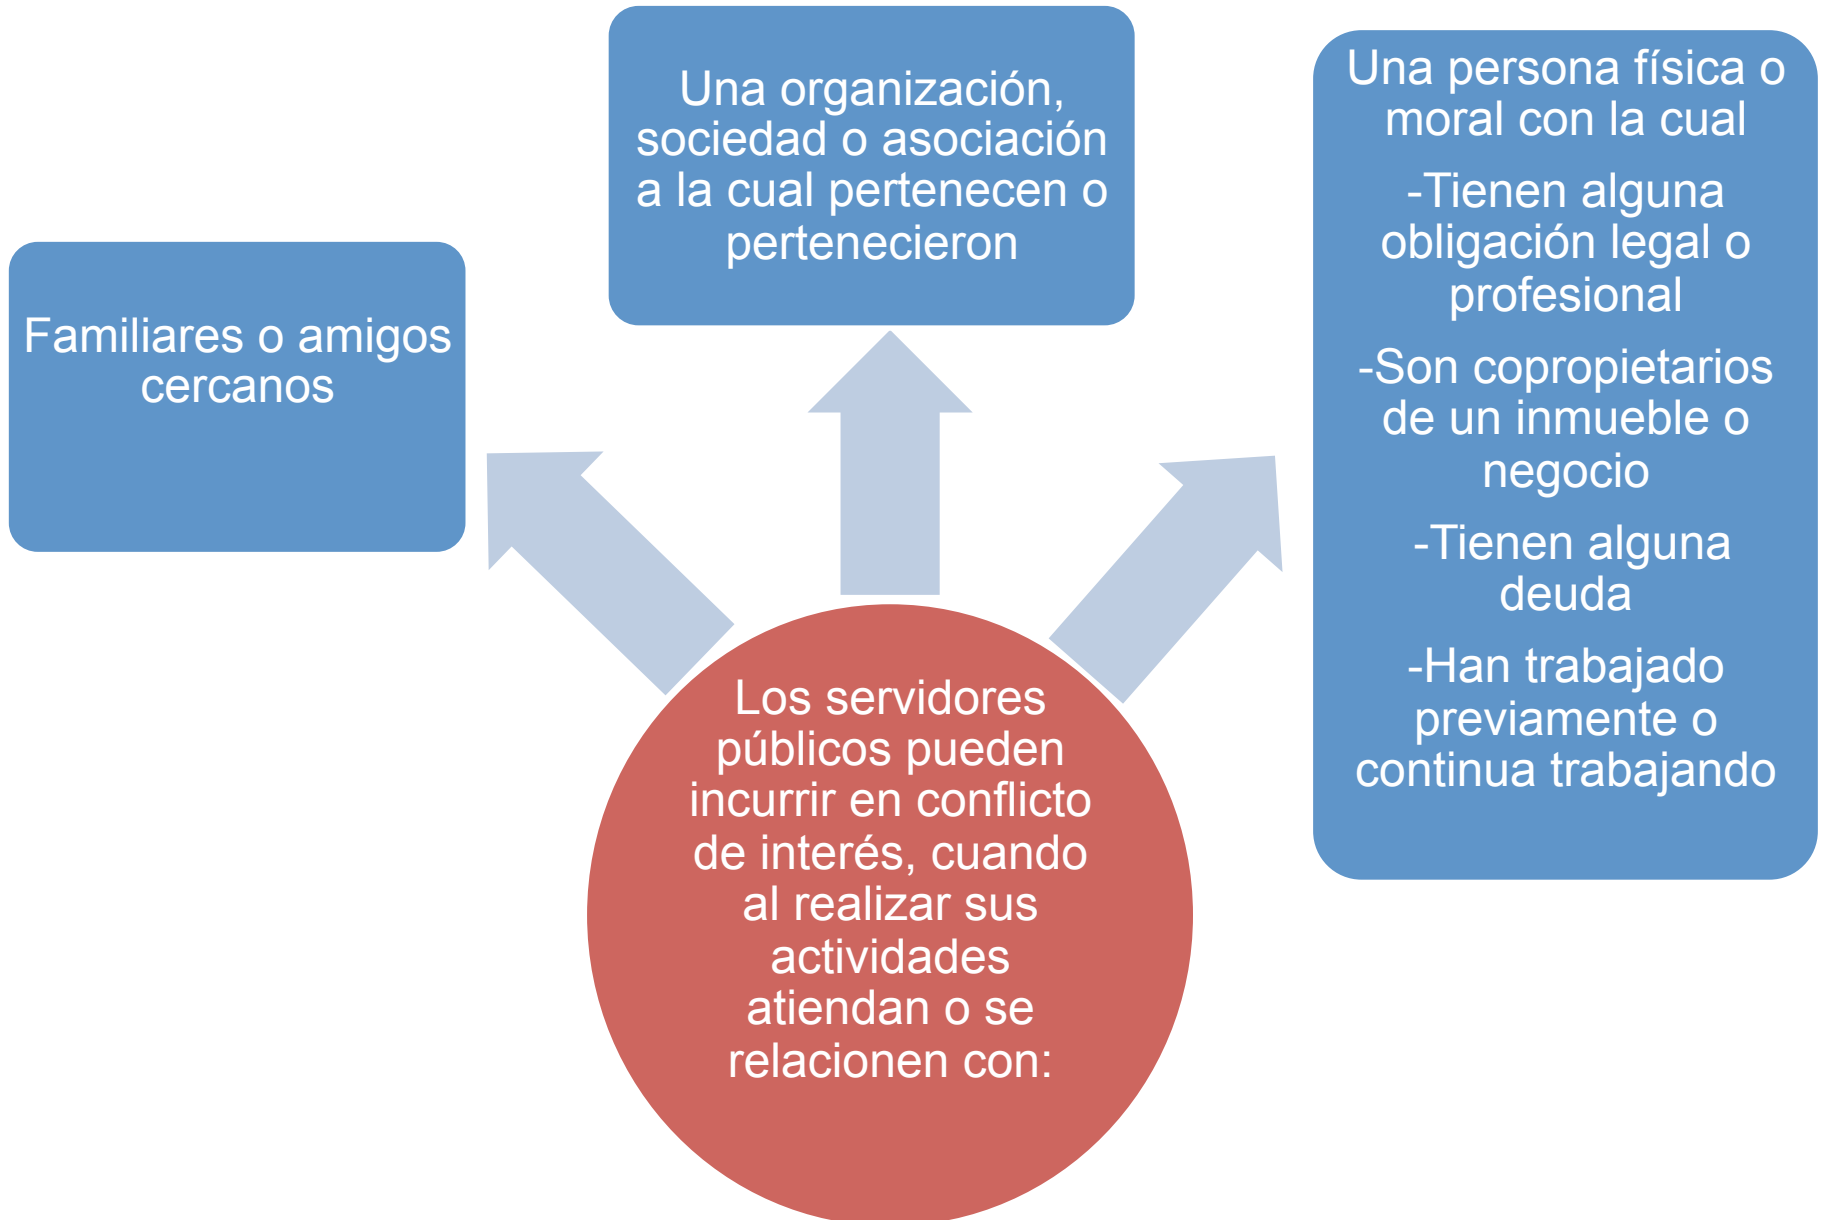 Familiares o amigos
cercanos
Una organización,
sociedad o asociación
a la cual pertenecen o
pertenecieron
Una persona física o
moral con la cual
-Tienen alguna
obligación legal o
profesional
-Son copropietarios
de un inmueble o
negocio
-Tienen alguna
deuda
-Han trabajado
previamente o
continua trabajando
Los servidores
públicos pueden
incurrir en conflicto
de interés, cuando
al realizar sus
actividades
atiendan o se
relacionen con: